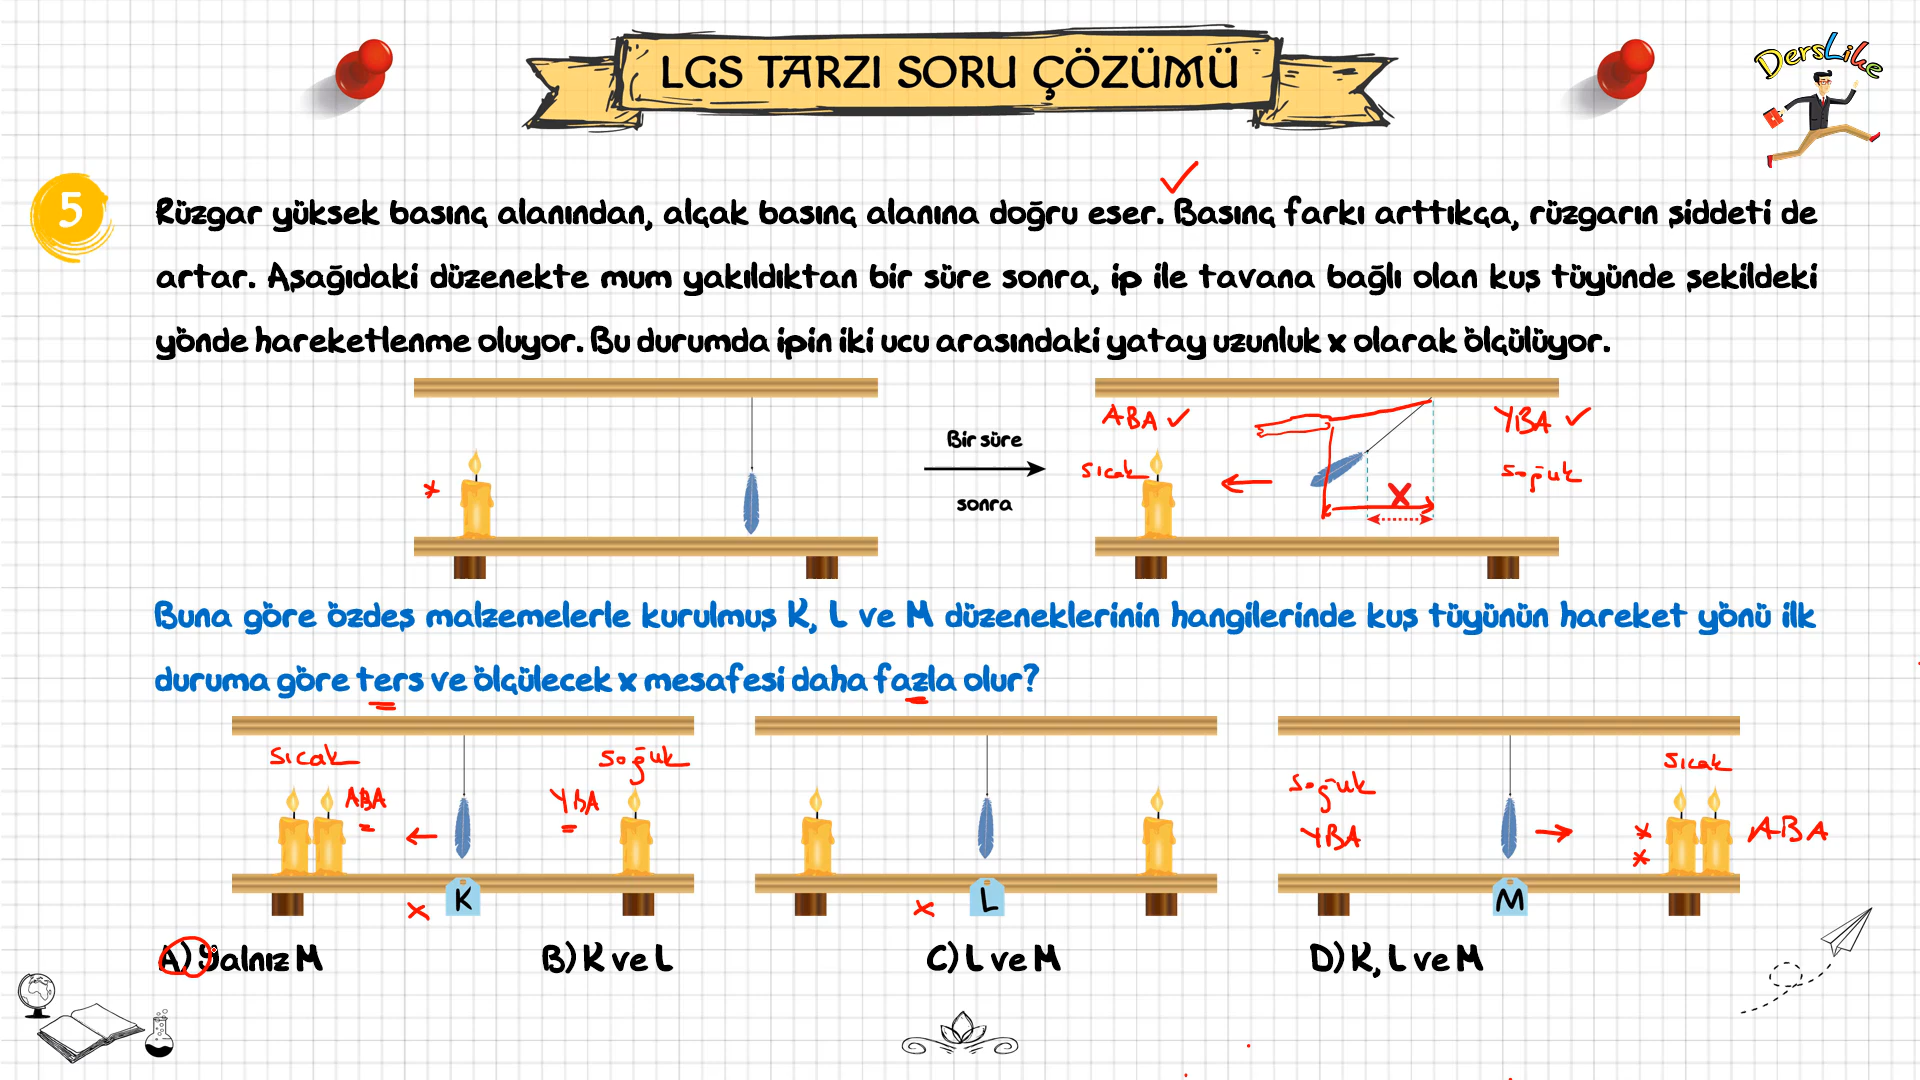 LGS TARZI SORU ÇÖZÜMÜ
DersLike
5
Rüzgar yüksek basınç alanından, alçak basınç alanına doğru eser. Basınç farkı arttıkça, rüzgarın şiddeti de
artar. Aşağıdaki düzenekte mum yakıldıktan bir süre sonra, ip ile tavana bağlı olan kuş tüyünde şekildeki
yönde hareketlenme oluyor. Bu durumda ipin iki ucu arasındaki yatay uzunluk x olarak ölçülüyor.
ABA ✓
YBA ✓
Bir süre
sonra
sıcak
soğuk
x
Buna göre özdeş malzemelerle kurulmuş K, L ve M düzeneklerinin hangilerinde kuş tüyünün hareket yönü ilk
duruma göre ters ve ölçülecek x mesafesi daha fazla olur?
sıcak
soğuk
ABA
YBA
soğuk
YBA
sıcak
ABA
x K
x L
M
A) Yalnız M
B) K ve L
C) L ve M
D) K, L ve M